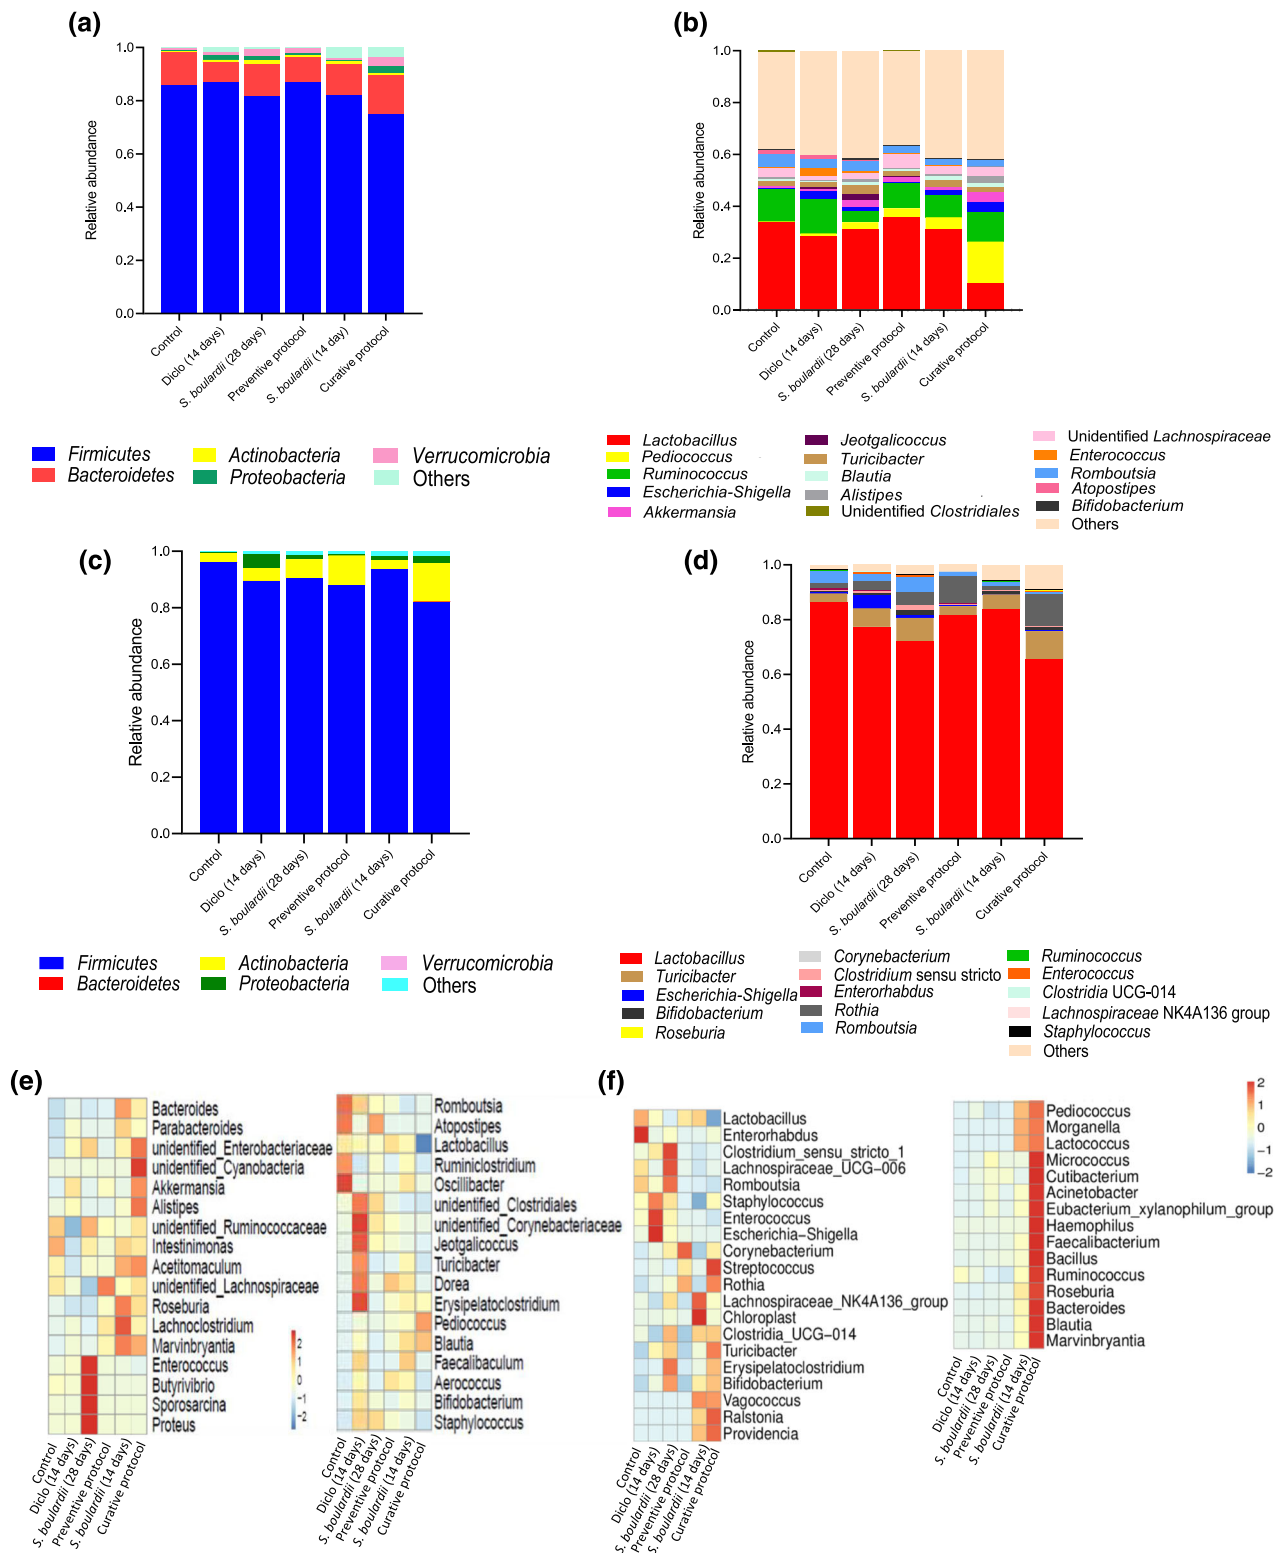 (a)
1.0
0.8
0.6
0.4
0.2
0.0
Relative abundance
Control
Diclo (14 days)
S. boulardii (28 days)
Preventive protocol
S. boulardii (14 day)
Curative protocol
Firmicutes
Bacteroidetes
Actinobacteria
Proteobacteria
Verrucomicrobia
Others
(b)
1.0
0.8
0.6
0.4
0.2
0.0
Relative abundance
Control
Diclo (14 days)
S. boulardii (28 days)
Preventive protocol
S. boulardii (14 days)
Curative protocol
Lactobacillus
Pediococcus
Ruminococcus
Escherichia-Shigella
Akkermansia
Jeotgalicoccus
Turicibacter
Blautia
Alistipes
Unidentified Clostridiales
Unidentified Lachnospiraceae
Enterococcus
Romboutsia
Atopostipes
Bifidobacterium
Others
(c)
1.0
0.8
0.6
0.4
0.2
0.0
Relative abundance
Control
Diclo (14 days)
S. boulardii (28 days)
Preventive protocol
S. boulardii (14 days)
Curative protocol
Firmicutes
Bacteroidetes
Actinobacteria
Proteobacteria
Verrucomicrobia
Others
(d)
1.0
0.8
0.6
0.4
0.2
0.0
Relative abundance
Control
Diclo (14 days)
S. boulardii (28 days)
Preventive protocol
S. boulardii (14 days)
Curative protocol
Lactobacillus
Turicibacter
Escherichia-Shigella
Bifidobacterium
Roseburia
Corynebacterium
Clostridium sensu stricto
Enterorhabdus
Rothia
Romboutsia
Ruminococcus
Enterococcus
Clostridia UCG-014
Lachnospiraceae NK4A136 group
Staphylococcus
Others
(e)
Bacteroides
Parabacteroides
unidentified_Enterobacteriaceae
unidentified_Cyanobacteria
Akkermansia
Alistipes
unidentified_Ruminococcaceae
Intestinimonas
Acetitomaculum
unidentified_Lachnospiraceae
Roseburia
Lachnoclostridium
Marvinbryantia
Enterococcus
Butyrivibrio
Sporosarcina
Proteus
2
1
0
−1
−2
Control
Diclo (14 days)
S. boulardii (28 days)
Preventive protocol
S. boulardii (14 days)
Curative protocol
Romboutsia
Atopostipes
Lactobacillus
Ruminiclostridium
Oscillibacter
unidentified_Clostridiales
unidentified_Corynebacteriaceae
Jeotgalicoccus
Turicibacter
Dorea
Erysipelatoclostridium
Pediococcus
Blautia
Faecalibaculum
Aerococcus
Bifidobacterium
Staphylococcus
Control
Diclo (14 days)
S. boulardii (28 days)
Preventive protocol
S. boulardii (14 days)
Curative protocol
(f)
Lactobacillus
Enterorhabdus
Clostridium_sensu_stricto_1
Lachnospiraceae_UCG−006
Romboutsia
Staphylococcus
Enterococcus
Escherichia−Shigella
Corynebacterium
Streptococcus
Rothia
Lachnospiraceae_NK4A136_group
Chloroplast
Clostridia_UCG−014
Turicibacter
Erysipelatoclostridium
Bifidobacterium
Vagococcus
Ralstonia
Providencia
Control
Diclo (14 days)
S. boulardii (28 days)
Preventive protocol
S. boulardii (14 days)
Curative protocol
Pediococcus
Morganella
Lactococcus
Micrococcus
Cutibacterium
Acinetobacter
Eubacterium_xylanophilum_group
Haemophilus
Faecalibacterium
Bacillus
Ruminococcus
Roseburia
Bacteroides
Blautia
Marvinbryantia
2
1
0
−1
−2
Control
Diclo (14 days)
S. boulardii (28 days)
Preventive protocol
S. boulardii (14 days)
Curative protocol